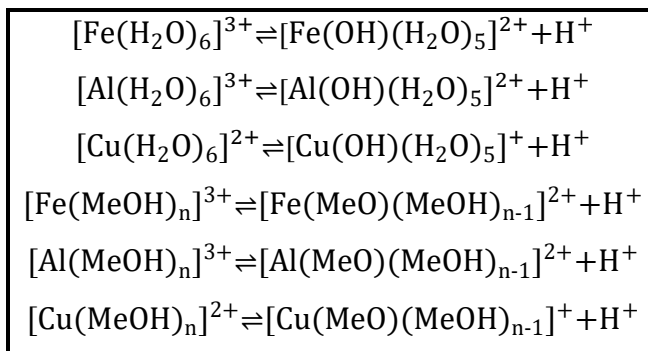 [Fe(H₂O)₆]³⁺⇌[Fe(OH)(H₂O)₅]²⁺+H⁺
[Al(H₂O)₆]³⁺⇌[Al(OH)(H₂O)₅]²⁺+H⁺
[Cu(H₂O)₆]²⁺⇌[Cu(OH)(H₂O)₅]⁺+H⁺
[Fe(MeOH)ₙ]³⁺⇌[Fe(MeO)(MeOH)ₙ₋₁]²⁺+H⁺
[Al(MeOH)ₙ]³⁺⇌[Al(MeO)(MeOH)ₙ₋₁]²⁺+H⁺
[Cu(MeOH)ₙ]²⁺⇌[Cu(MeO)(MeOH)ₙ₋₁]⁺+H⁺